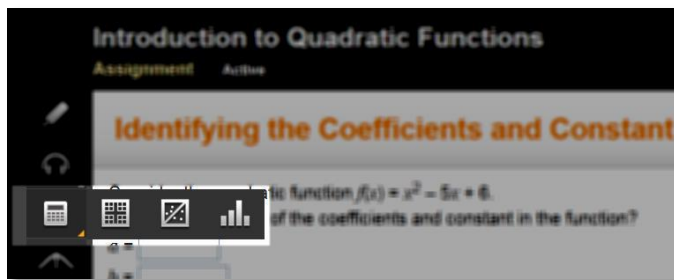 Introduction to Quadratic Functions
Assignment Active
Identifying the Coefficients and Constant
tic function f(x) = x² – 5x + 6.
of the coefficients and constant in the function?
a =
b =